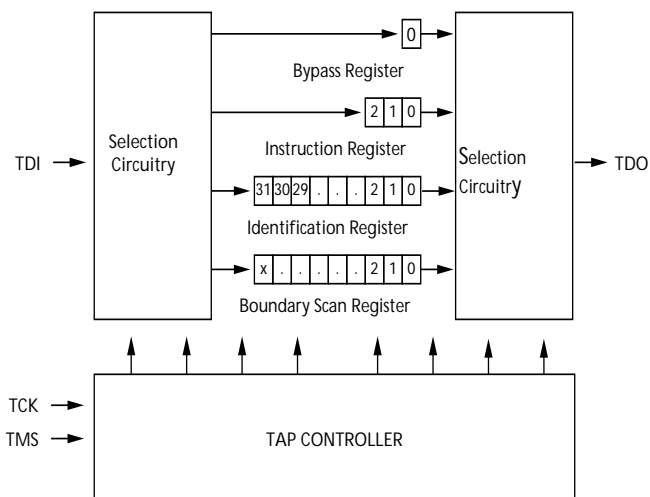 0
Bypass Register
2 1 0
Selection
Circuitry
Instruction Register
Selection
Circuitry
TDI
TDO
31 30 29 . . . 2 1 0
Identification Register
x . . . . . 2 1 0
Boundary Scan Register
TCK
TMS
TAP CONTROLLER